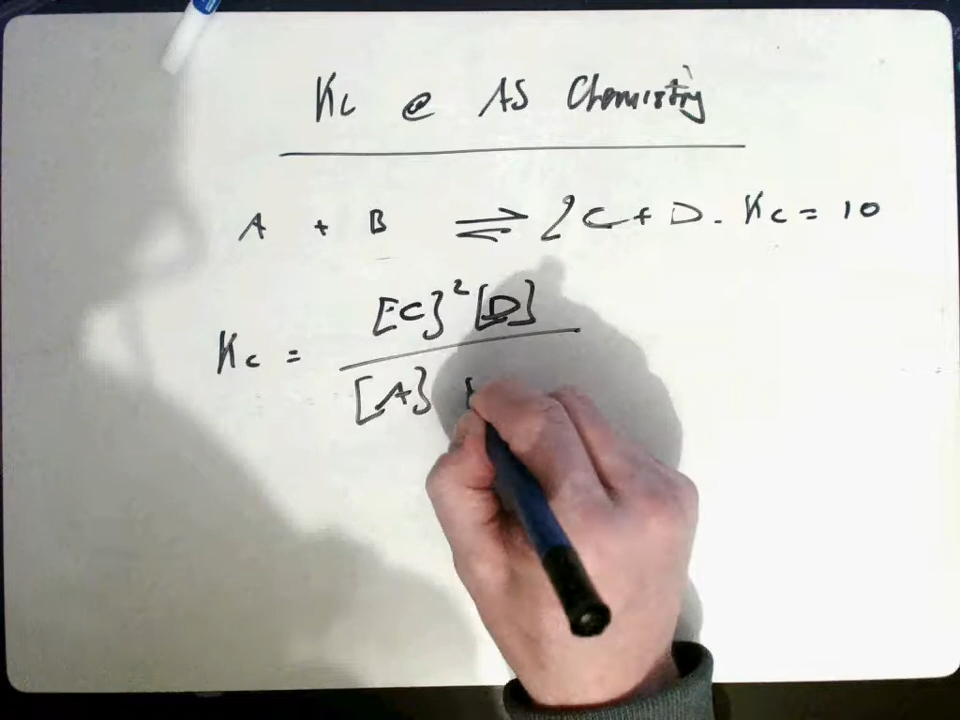 Kc @ AS Chemistry
A + B ⇌ 2C + D. Kc = 10
Kc = [C]²[D]
[A] [